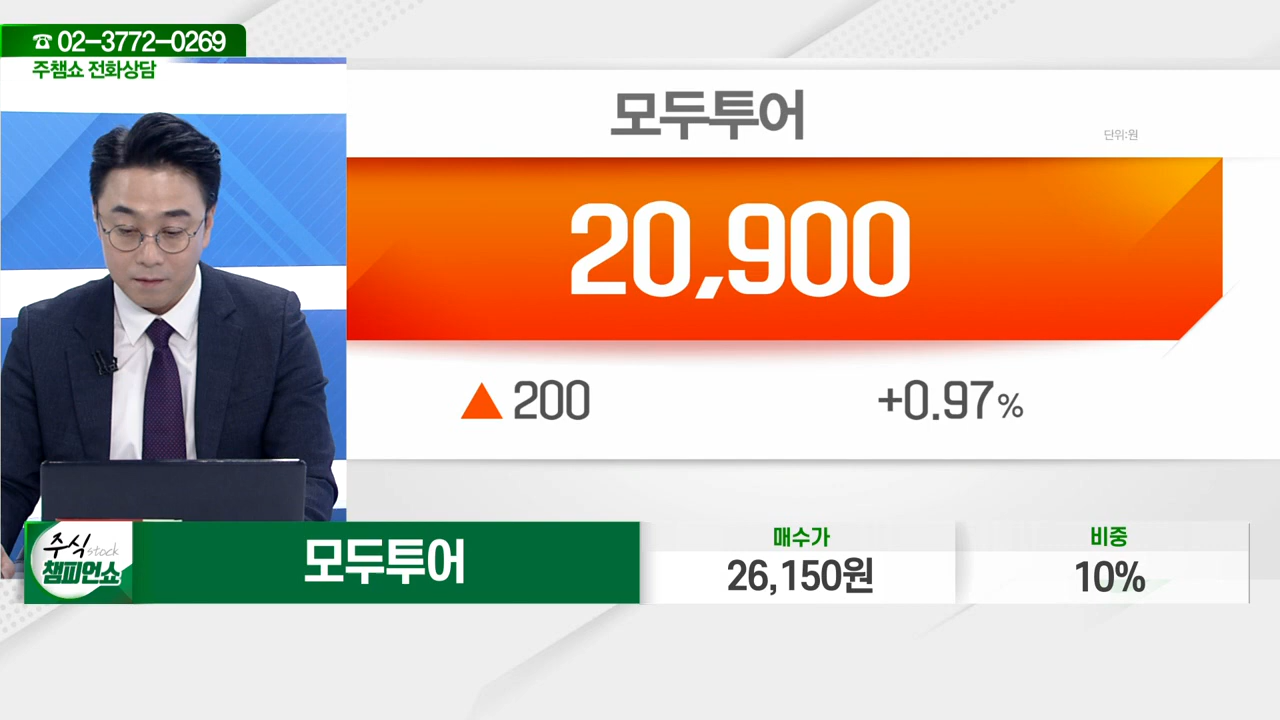 ☎ 02-3772-0269
주챔쇼 전화상담
모두투어
단위:원
20,900
▲ 200
+0.97%
주식 stock
챔피언쇼
모두투어
매수가
26,150원
비중
10%